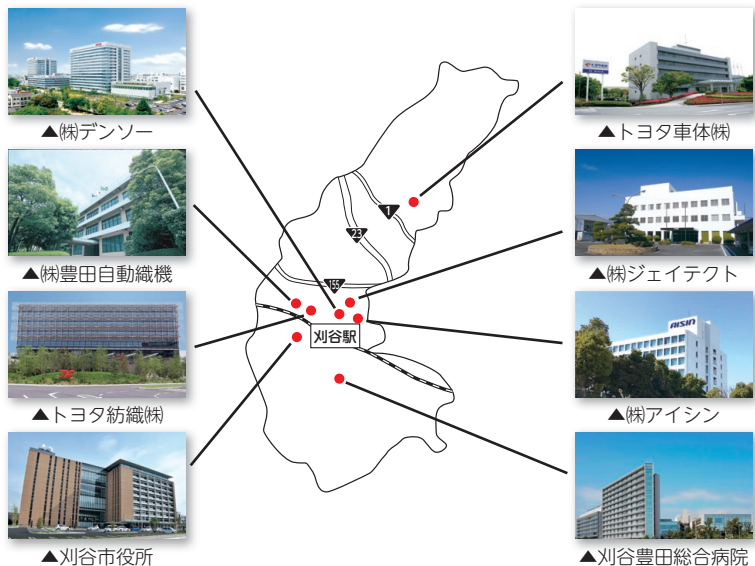 ▲㈱デンソー
▲㈱豊田自動織機
▲トヨタ紡織㈱
▲刈谷市役所
1
23
155
刈谷駅
▲トヨタ車体㈱
▲㈱ジェイテクト
AISIN
▲㈱アイシン
▲刈谷豊田総合病院